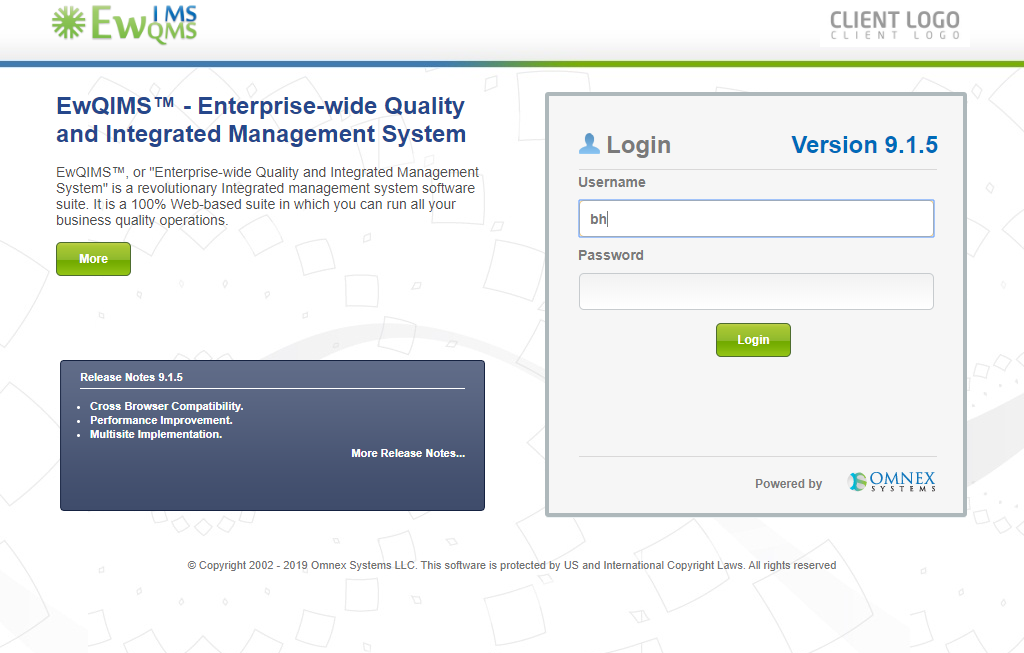 EwQIMS
CLIENT LOGO
CLIENT LOGO
EwQIMS™ - Enterprise-wide Quality
and Integrated Management System
EwQIMS™, or "Enterprise-wide Quality and Integrated Management
System" is a revolutionary Integrated management system software
suite. It is a 100% Web-based suite in which you can run all your
business quality operations.
More
Release Notes 9.1.5
Cross Browser Compatibility.
Performance Improvement.
Multisite Implementation.
More Release Notes...
Login
Version 9.1.5
Username
bh
Password
Login
Powered by
OMNEX
SYSTEMS
© Copyright 2002 - 2019 Omnex Systems LLC. This software is protected by US and International Copyright Laws. All rights reserved